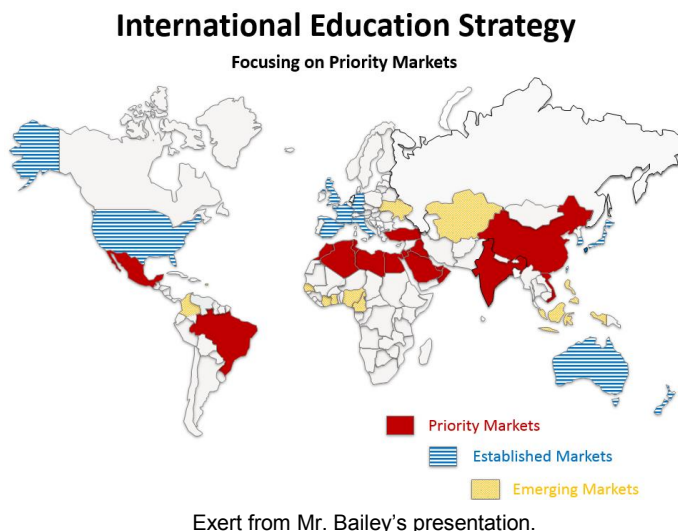 International Education Strategy
Focusing on Priority Markets
Priority Markets
Established Markets
Emerging Markets
Exert from Mr. Bailey's presentation.